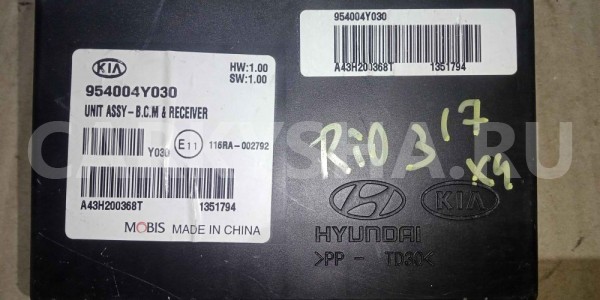 KIA
HW:1.00
SW:1.00
954004Y030
UNIT ASSY-B.C.M & RECEIVER
Y030
E11
116RA-002792
A43H200368T
1351794
MOBIS MADE IN CHINA
954004Y030
A43H200368T
1351794
Rio 3 '17
X4
KIA
HYUNDAI
>PP - TD30<